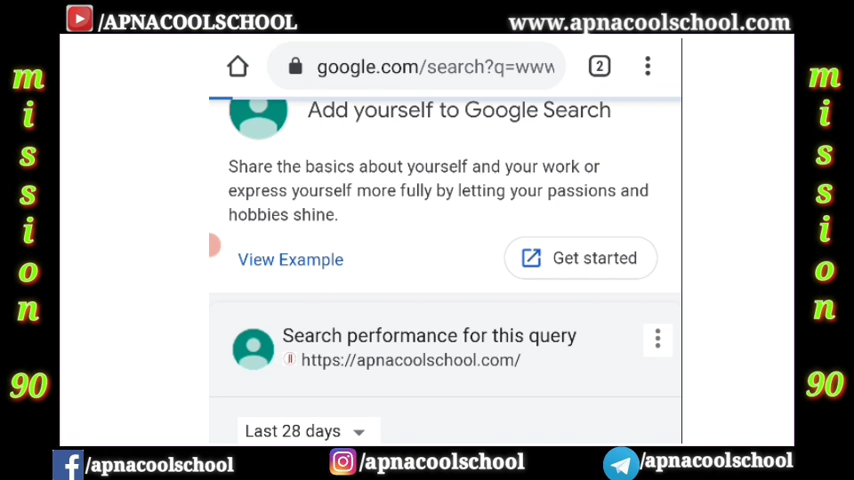 /APNACOOLSCHOOL
www.apnacoolschool.com
mission 90
google.com/search?q=www
2
Add yourself to Google Search
Share the basics about yourself and your work or
express yourself more fully by letting your passions and
hobbies shine.
View Example
Get started
Search performance for this query
https://apnacoolschool.com/
Last 28 days
mission 90
/apnacoolschool
/apnacoolschool
/apnacoolschool